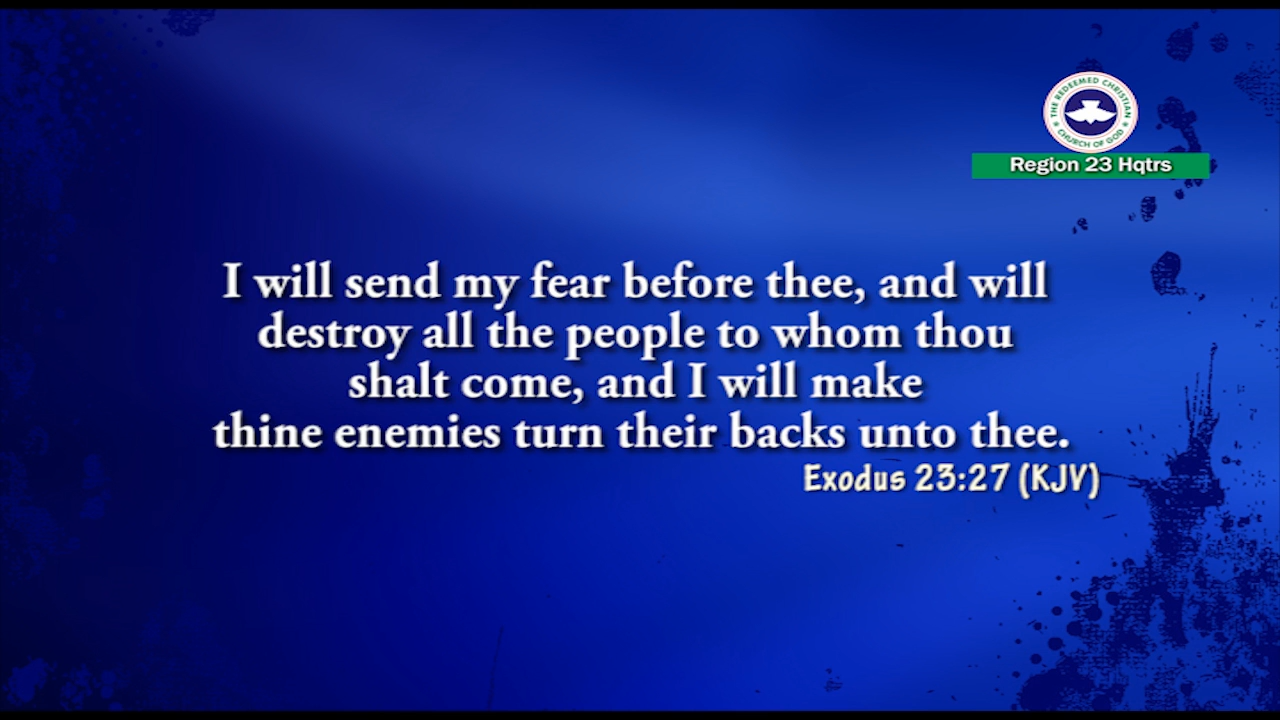 THE REDEEMED CHRISTIAN
CHURCH OF GOD
Region 23 Hqtrs
I will send my fear before thee, and will
destroy all the people to whom thou
shalt come, and I will make
thine enemies turn their backs unto thee.
Exodus 23:27 (KJV)